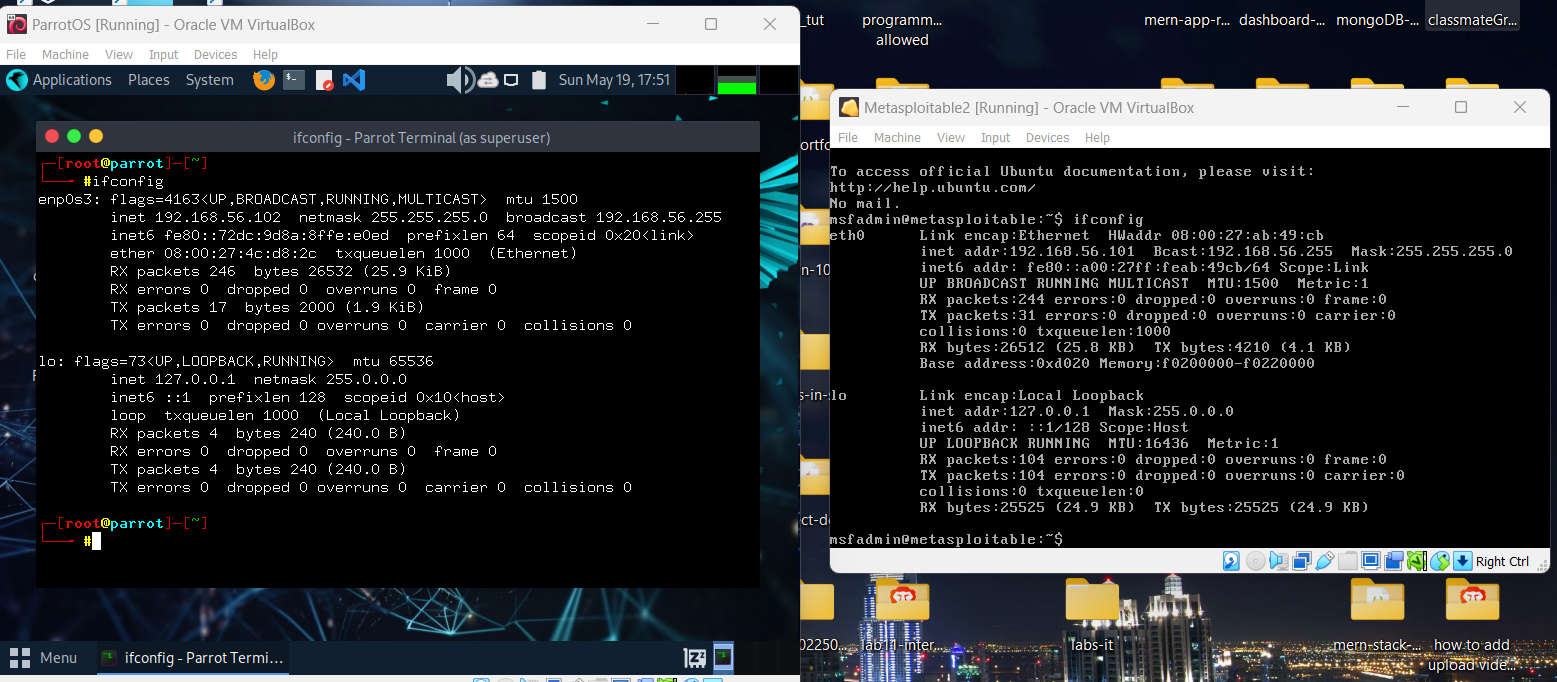 ParrotOS [Running] - Oracle VM VirtualBox
File Machine View Input Devices Help
Applications Places System Sun May 19, 17:51
ifconfig - Parrot Terminal (as superuser)
┌─[root@parrot]─[~]
└──╼ #ifconfig
enp0s3: flags=4163<UP,BROADCAST,RUNNING,MULTICAST>  mtu 1500
        inet 192.168.56.102  netmask 255.255.255.0  broadcast 192.168.56.255
        inet6 fe80::72dc:9d8a:8ffe:e0ed  prefixlen 64  scopeid 0x20<link>
        ether 08:00:27:4c:d8:2c  txqueuelen 1000  (Ethernet)
        RX packets 246  bytes 26532 (25.9 KiB)
        RX errors 0  dropped 0  overruns 0  frame 0
        TX packets 17  bytes 2000 (1.9 KiB)
        TX errors 0  dropped 0 overruns 0  carrier 0  collisions 0
lo: flags=73<UP,LOOPBACK,RUNNING>  mtu 65536
        inet 127.0.0.1  netmask 255.0.0.0
        inet6 ::1  prefixlen 128  scopeid 0x10<host>
        loop  txqueuelen 1000  (Local Loopback)
        RX packets 4  bytes 240 (240.0 B)
        RX errors 0  dropped 0  overruns 0  frame 0
        TX packets 4  bytes 240 (240.0 B)
        TX errors 0  dropped 0 overruns 0  carrier 0  collisions 0
┌─[root@parrot]─[~]
└──╼ #
Menu ifconfig - Parrot Termi...
_tut
programm...
allowed
mern-app-r...
dashboard-...
mongoDB-...
classmateGr...
Metasploitable2 [Running] - Oracle VM VirtualBox
File Machine View Input Devices Help
To access official Ubuntu documentation, please visit:
http://help.ubuntu.com/
No mail.
msfadmin@metasploitable:~$ ifconfig
eth0      Link encap:Ethernet  HWaddr 08:00:27:ab:49:cb
          inet addr:192.168.56.101  Bcast:192.168.56.255  Mask:255.255.255.0
          inet6 addr: fe80::a00:27ff:feab:49cb/64 Scope:Link
          UP BROADCAST RUNNING MULTICAST  MTU:1500  Metric:1
          RX packets:244 errors:0 dropped:0 overruns:0 frame:0
          TX packets:31 errors:0 dropped:0 overruns:0 carrier:0
          collisions:0 txqueuelen:1000
          RX bytes:26512 (25.8 KB)  TX bytes:4210 (4.1 KB)
          Base address:0xd020 Memory:f0200000-f0220000
lo        Link encap:Local Loopback
          inet addr:127.0.0.1  Mask:255.0.0.0
          inet6 addr: ::1/128 Scope:Host
          UP LOOPBACK RUNNING  MTU:16436  Metric:1
          RX packets:104 errors:0 dropped:0 overruns:0 frame:0
          TX packets:104 errors:0 dropped:0 overruns:0 carrier:0
          collisions:0 txqueuelen:0
          RX bytes:25525 (24.9 KB)  TX bytes:25525 (24.9 KB)
msfadmin@metasploitable:~$
Right Ctrl
lab11-inter...
labs-it
mern-stack-...
how to add
upload vide...